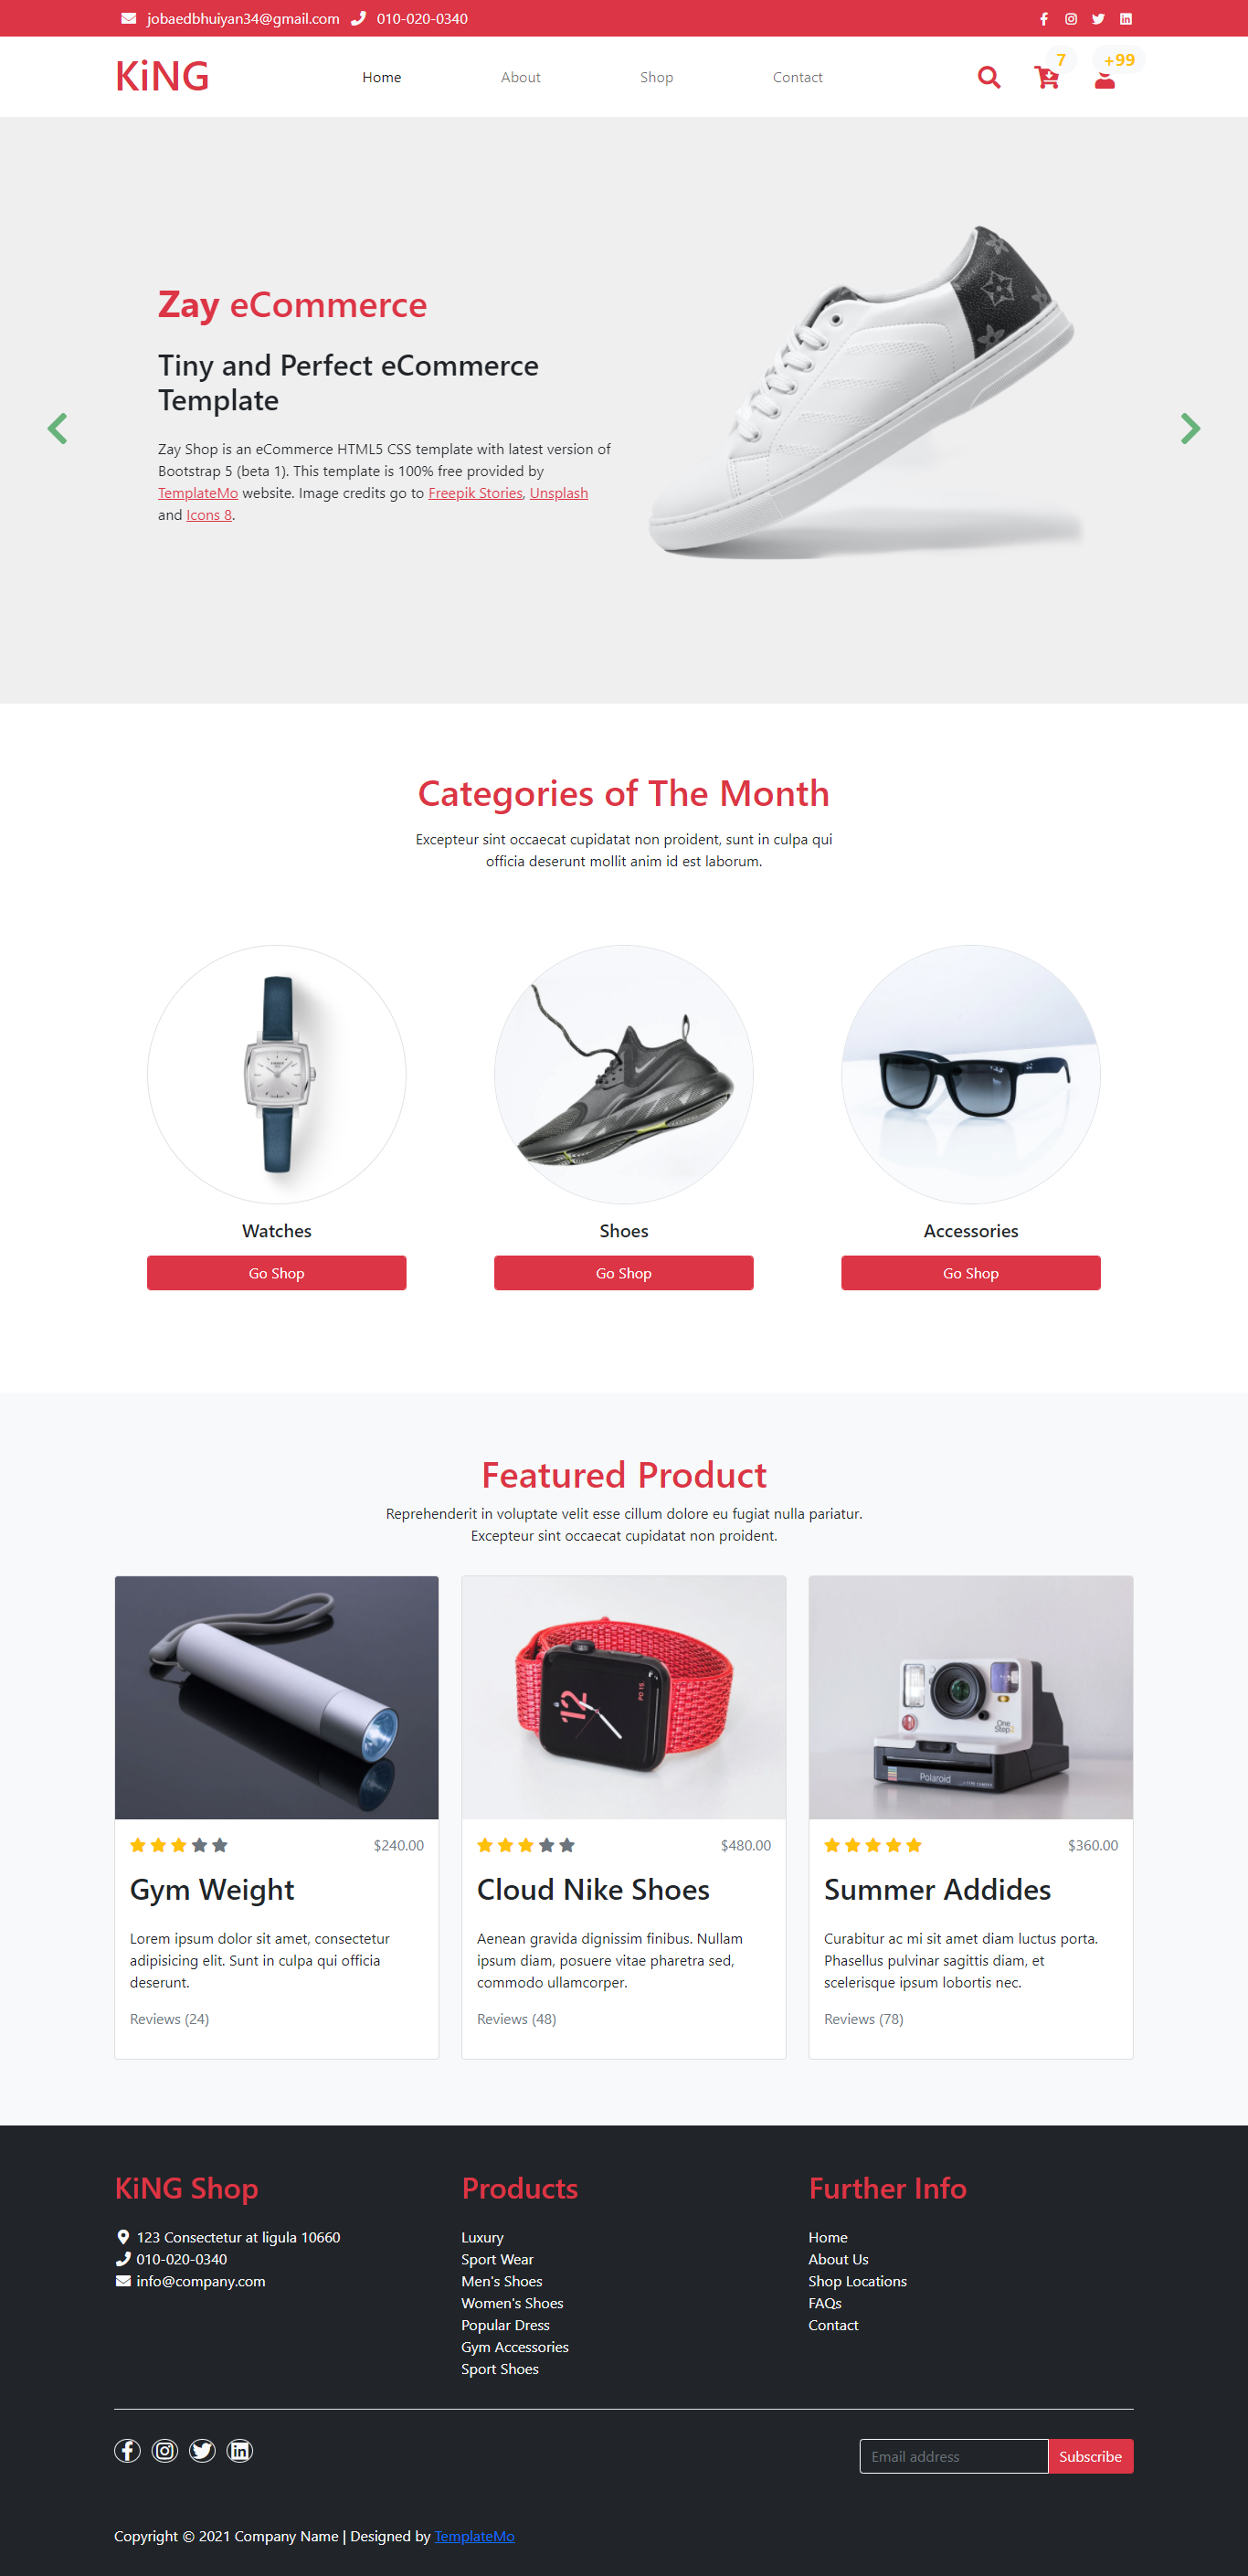 jobaedbhuiyan34@gmail.com 010-020-0340
KiNG Home About Shop Contact 7 +99
Zay eCommerce
Tiny and Perfect eCommerce
Template
Zay Shop is an eCommerce HTML5 CSS template with latest version of
Bootstrap 5 (beta 1). This template is 100% free provided by
TemplateMo website. Image credits go to Freepik Stories, Unsplash
and Icons 8.
Categories of The Month
Excepteur sint occaecat cupidatat non proident, sunt in culpa qui
officia deserunt mollit anim id est laborum.
Watches Shoes Accessories
Go Shop Go Shop Go Shop
Featured Product
Reprehenderit in voluptate velit esse cillum dolore eu fugiat nulla pariatur.
Excepteur sint occaecat cupidatat non proident.
12
One Step
Polaroid
$240.00
Gym Weight
Lorem ipsum dolor sit amet, consectetur
adipisicing elit. Sunt in culpa qui officia
deserunt.
Reviews (24)
$480.00
Cloud Nike Shoes
Aenean gravida dignissim finibus. Nullam
ipsum diam, posuere vitae pharetra sed,
commodo ullamcorper.
Reviews (48)
$360.00
Summer Addides
Curabitur ac mi sit amet diam luctus porta.
Phasellus pulvinar sagittis diam, et
scelerisque ipsum lobortis nec.
Reviews (78)
KiNG Shop
123 Consectetur at ligula 10660
010-020-0340
info@company.com
Products
Luxury
Sport Wear
Men's Shoes
Women's Shoes
Popular Dress
Gym Accessories
Sport Shoes
Further Info
Home
About Us
Shop Locations
FAQs
Contact
Email address Subscribe
Copyright © 2021 Company Name | Designed by TemplateMo